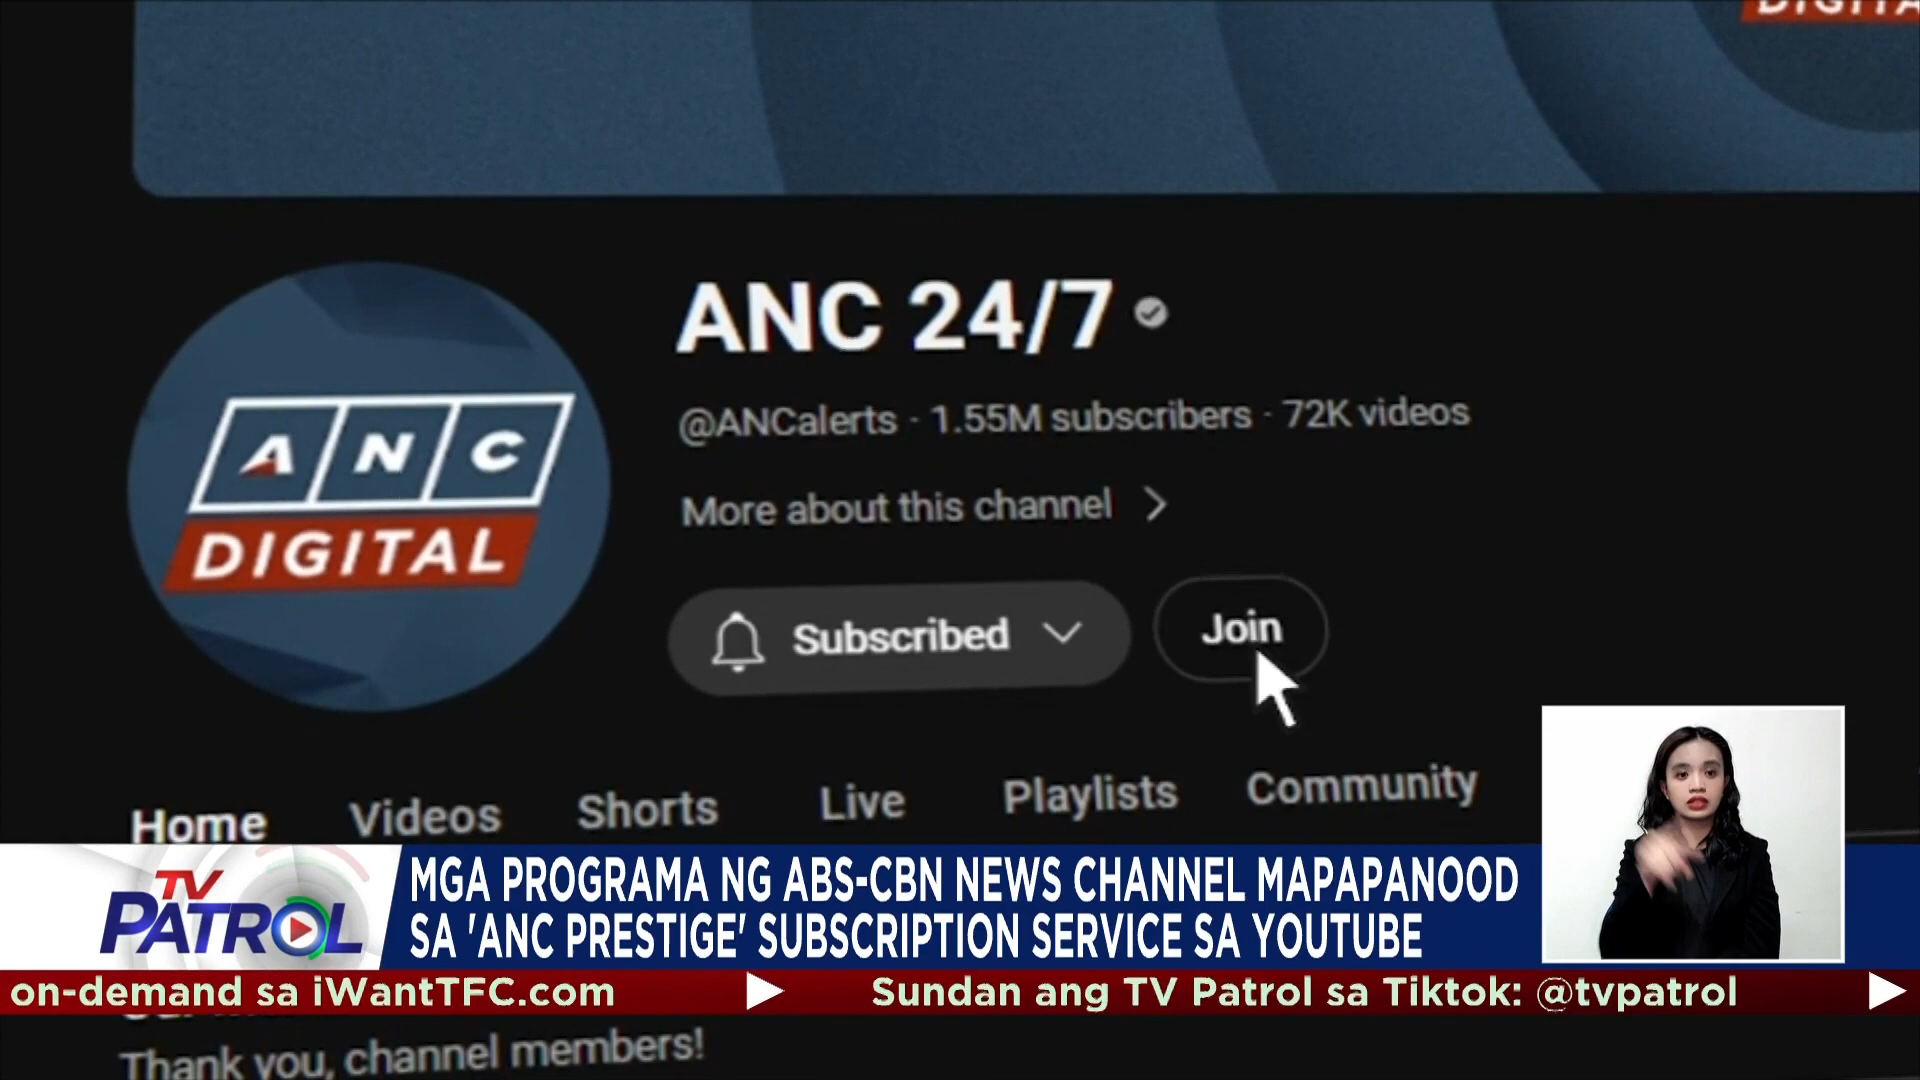 DIGITA
ANC 24/7
@ANCalerts · 1.55M subscribers · 72K videos
More about this channel
ANC
DIGITAL
Subscribed
Join
Home Videos Shorts Live Playlists Community
TV PATROL
MGA PROGRAMA NG ABS-CBN NEWS CHANNEL MAPAPANOOD
SA 'ANC PRESTIGE' SUBSCRIPTION SERVICE SA YOUTUBE
on-demand sa iWantTFC.com Sundan ang TV Patrol sa Tiktok: @tvpatrol
Thank you, channel members!